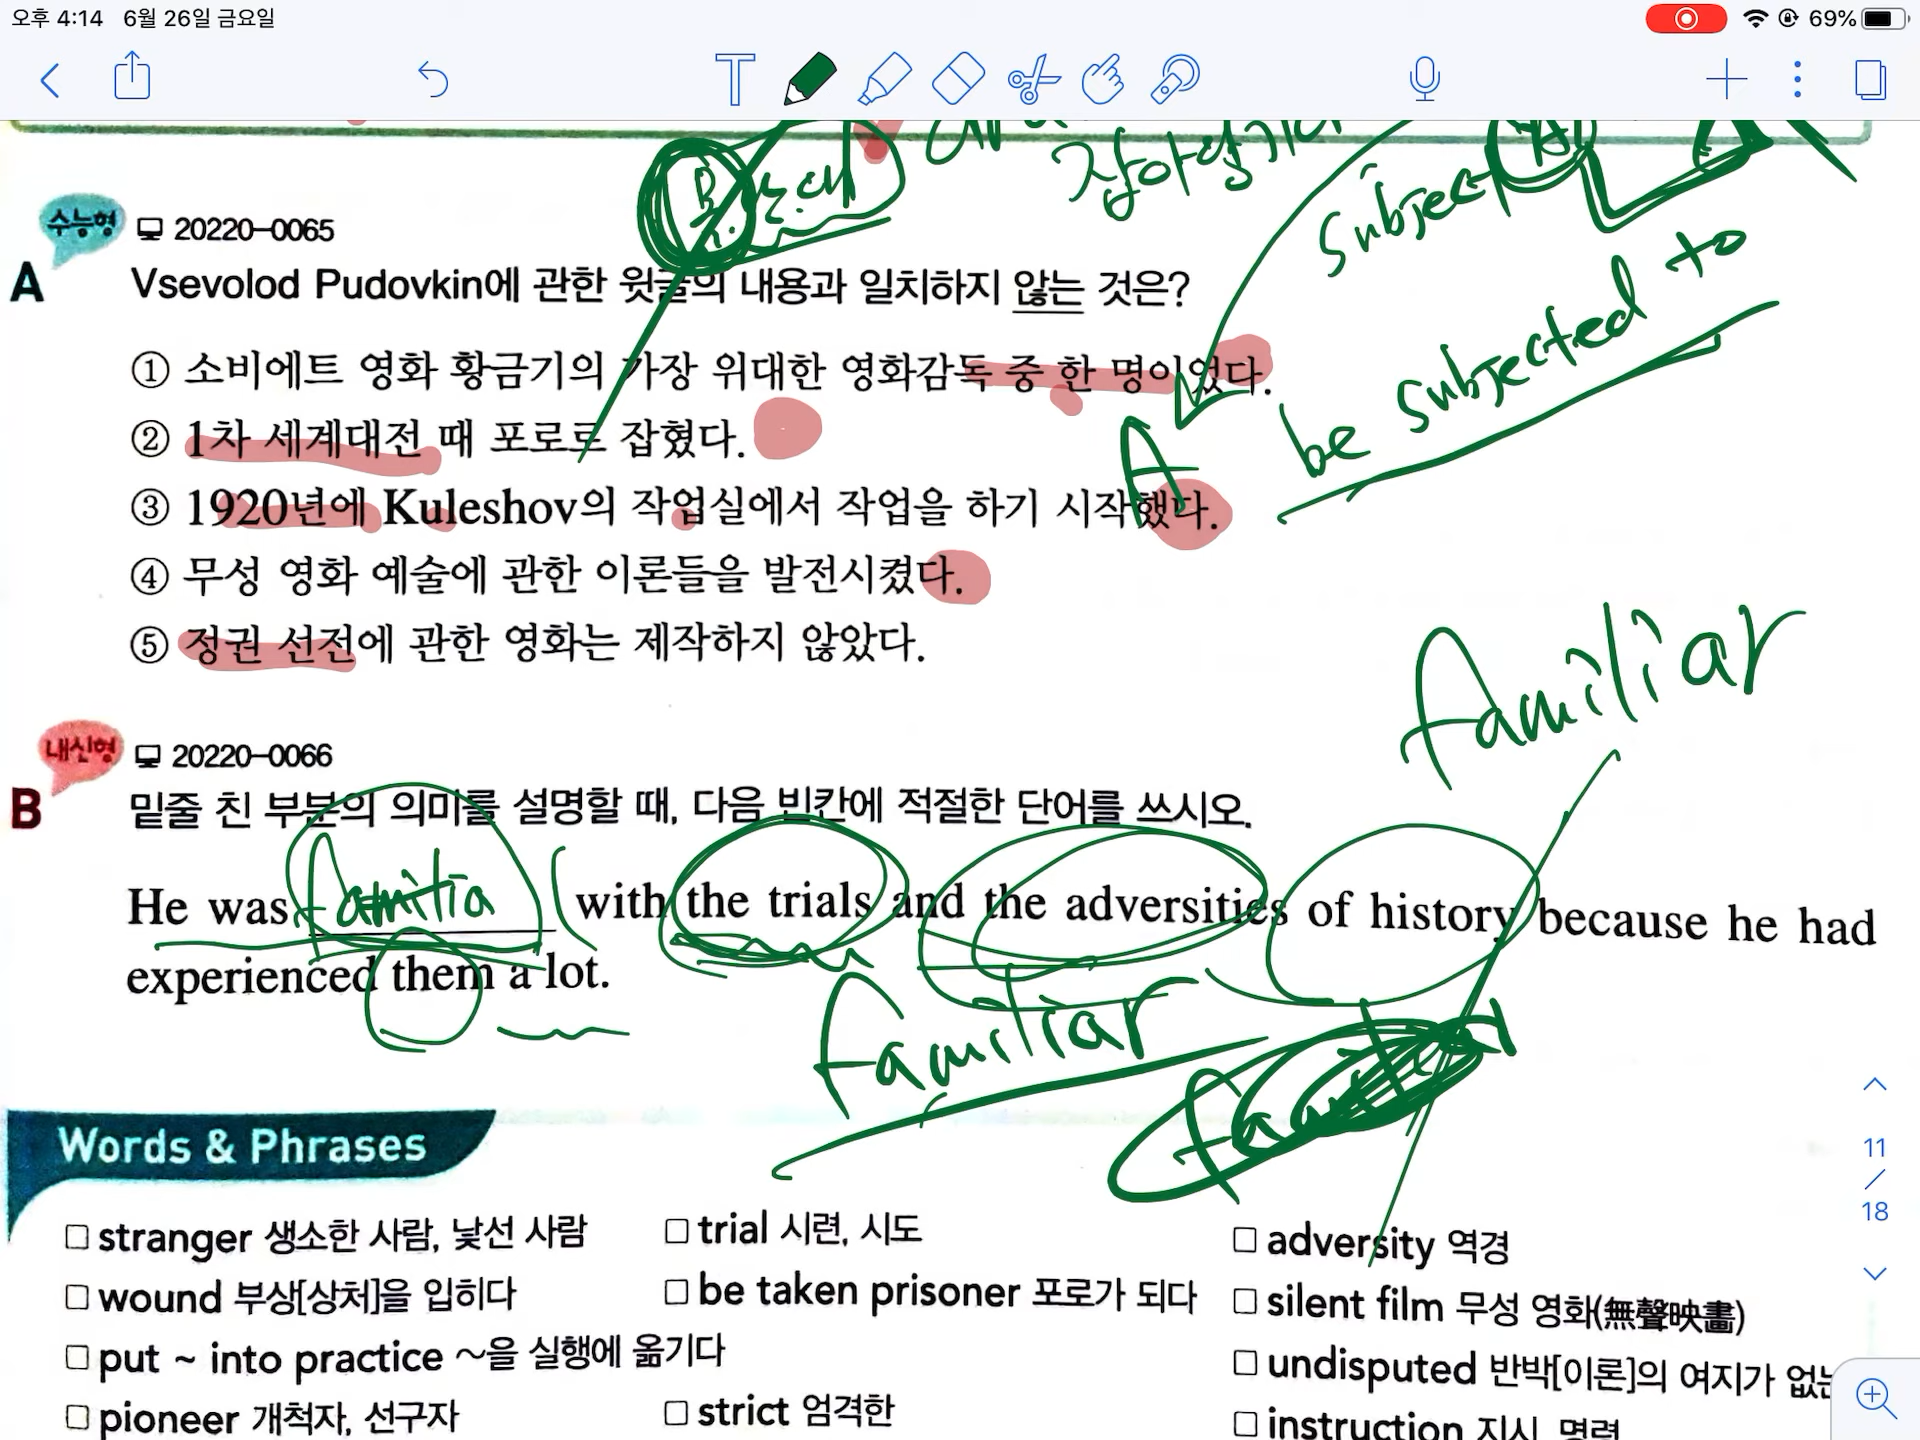 오후 4:14 6월 26일 금요일 69%
잡아당기
Subject
be subjected to
A
수능형 20220-0065
A Vsevolod Pudovkin에 관한 윗글의 내용과 일치하지 않는 것은?
① 소비에트 영화 황금기의 가장 위대한 영화감독 중 한 명이었다.
② 1차 세계대전 때 포로로 잡혔다.
③ 1920년에 Kuleshov의 작업실에서 작업을 하기 시작했다.
④ 무성 영화 예술에 관한 이론들을 발전시켰다.
⑤ 정권 선전에 관한 영화는 제작하지 않았다.
familiar
내신형 20220-0066
B 밑줄 친 부분의 의미를 설명할 때, 다음 빈칸에 적절한 단어를 쓰시오.
He was familia with the trials and the adversities of history because he had
experienced them a lot.
familiar
11
/
18
Words & Phrases
□ stranger 생소한 사람, 낯선 사람 □ trial 시련, 시도 □ adversity 역경
□ wound 부상[상처]을 입히다 □ be taken prisoner 포로가 되다 □ silent film 무성 영화(無聲映畫)
□ put ~ into practice ~을 실행에 옮기다 □ undisputed 반박[이론]의 여지가 없는
□ pioneer 개척자, 선구자 □ strict 엄격한 □ instruction 지시, 명령